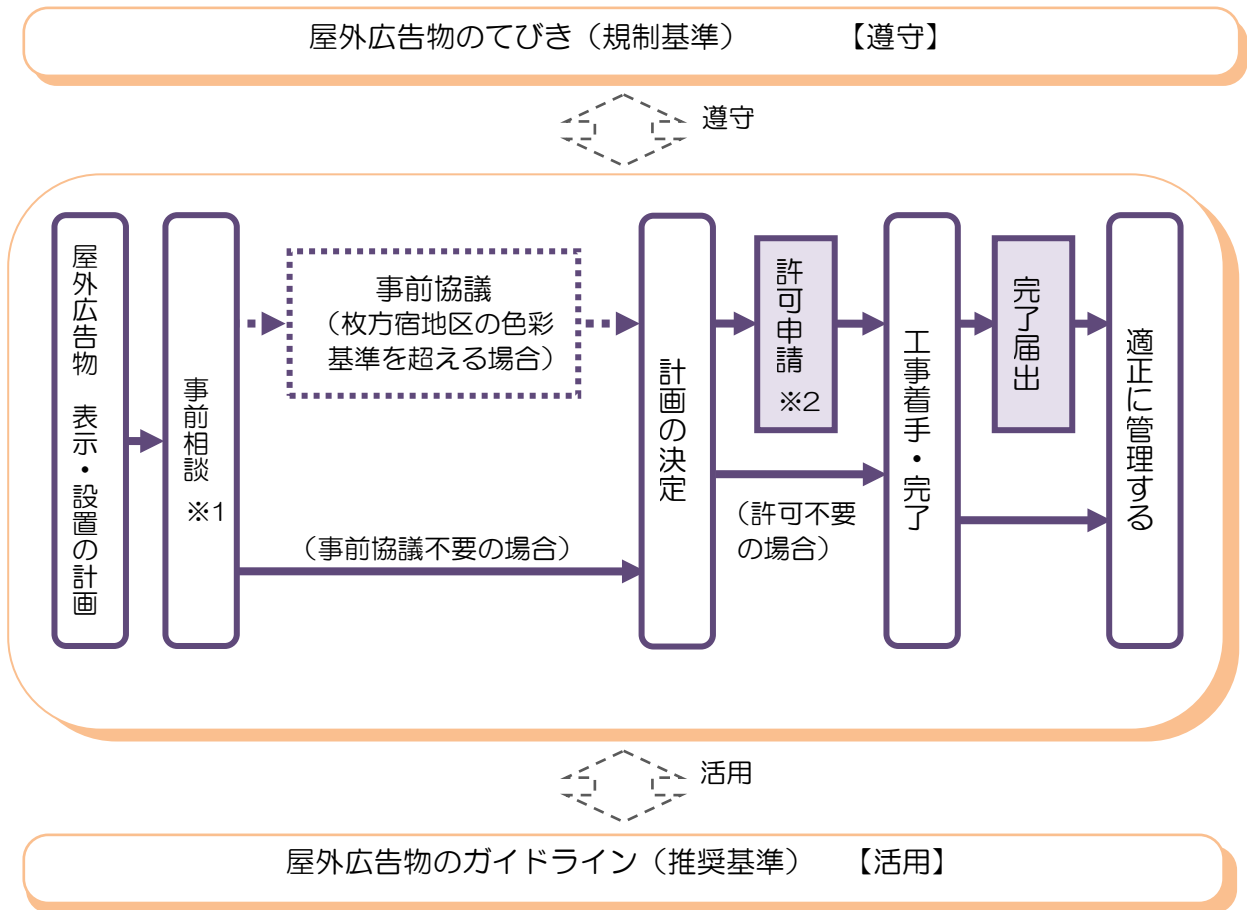 屋外広告物のてびき（規制基準）　　　【遵守】
遵守
屋外広告物　表示・設置の計画
事前相談
※1
事前協議
（枚方宿地区の色彩
基準を超える場合）
（事前協議不要の場合）
計画の決定
許可申請
※2
（許可不要
の場合）
工事着手・完了
完了届出
適正に管理する
活用
屋外広告物のガイドライン（推奨基準）　【活用】